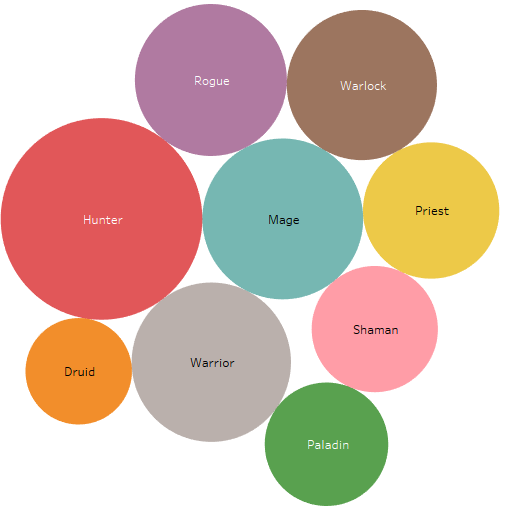 Rogue
Warlock
Hunter
Mage
Priest
Shaman
Druid
Warrior
Paladin